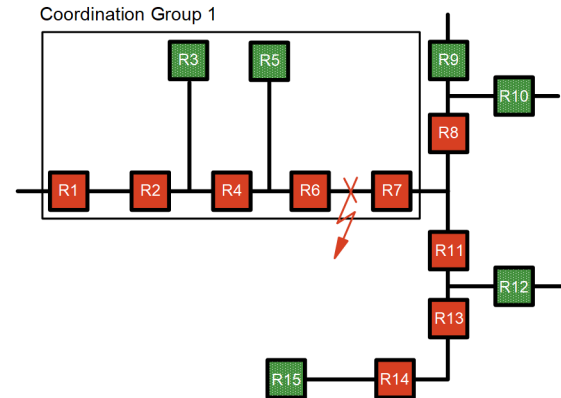 Coordination Group 1
R3
R5
R9
R10
R8
R1
R2
R4
R6
R7
R11
R12
R13
R15
R14